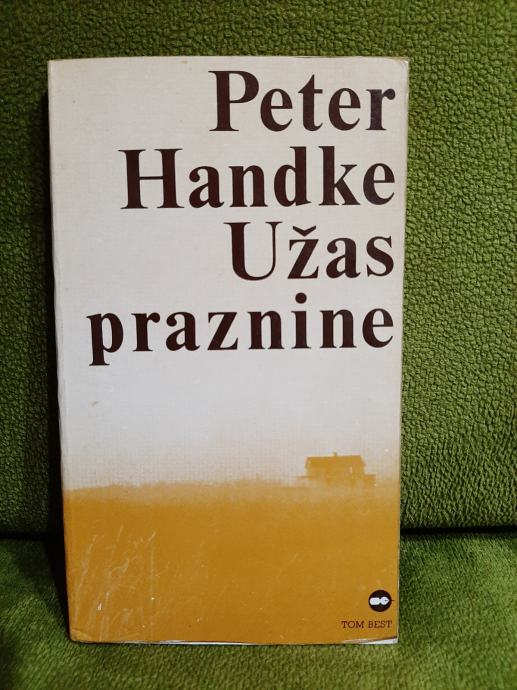 Peter
Handke
Užas
praznine
TOM BEST